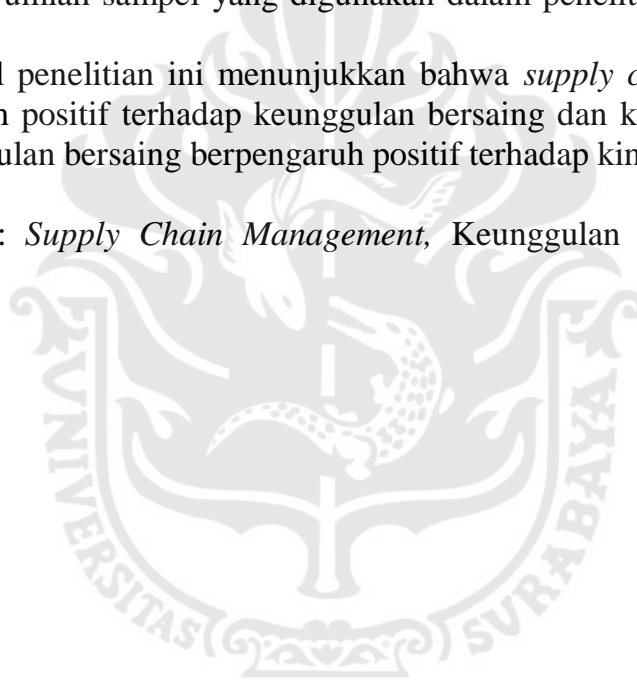 sampel yang digunakan dalam
penelitian ini menunjukkan bahwa supply
positif terhadap keunggulan bersaing dan
bersaing berpengaruh positif terhadap
: Supply Chain Management, Keunggulan
UNIVERSITAS SURABAYA